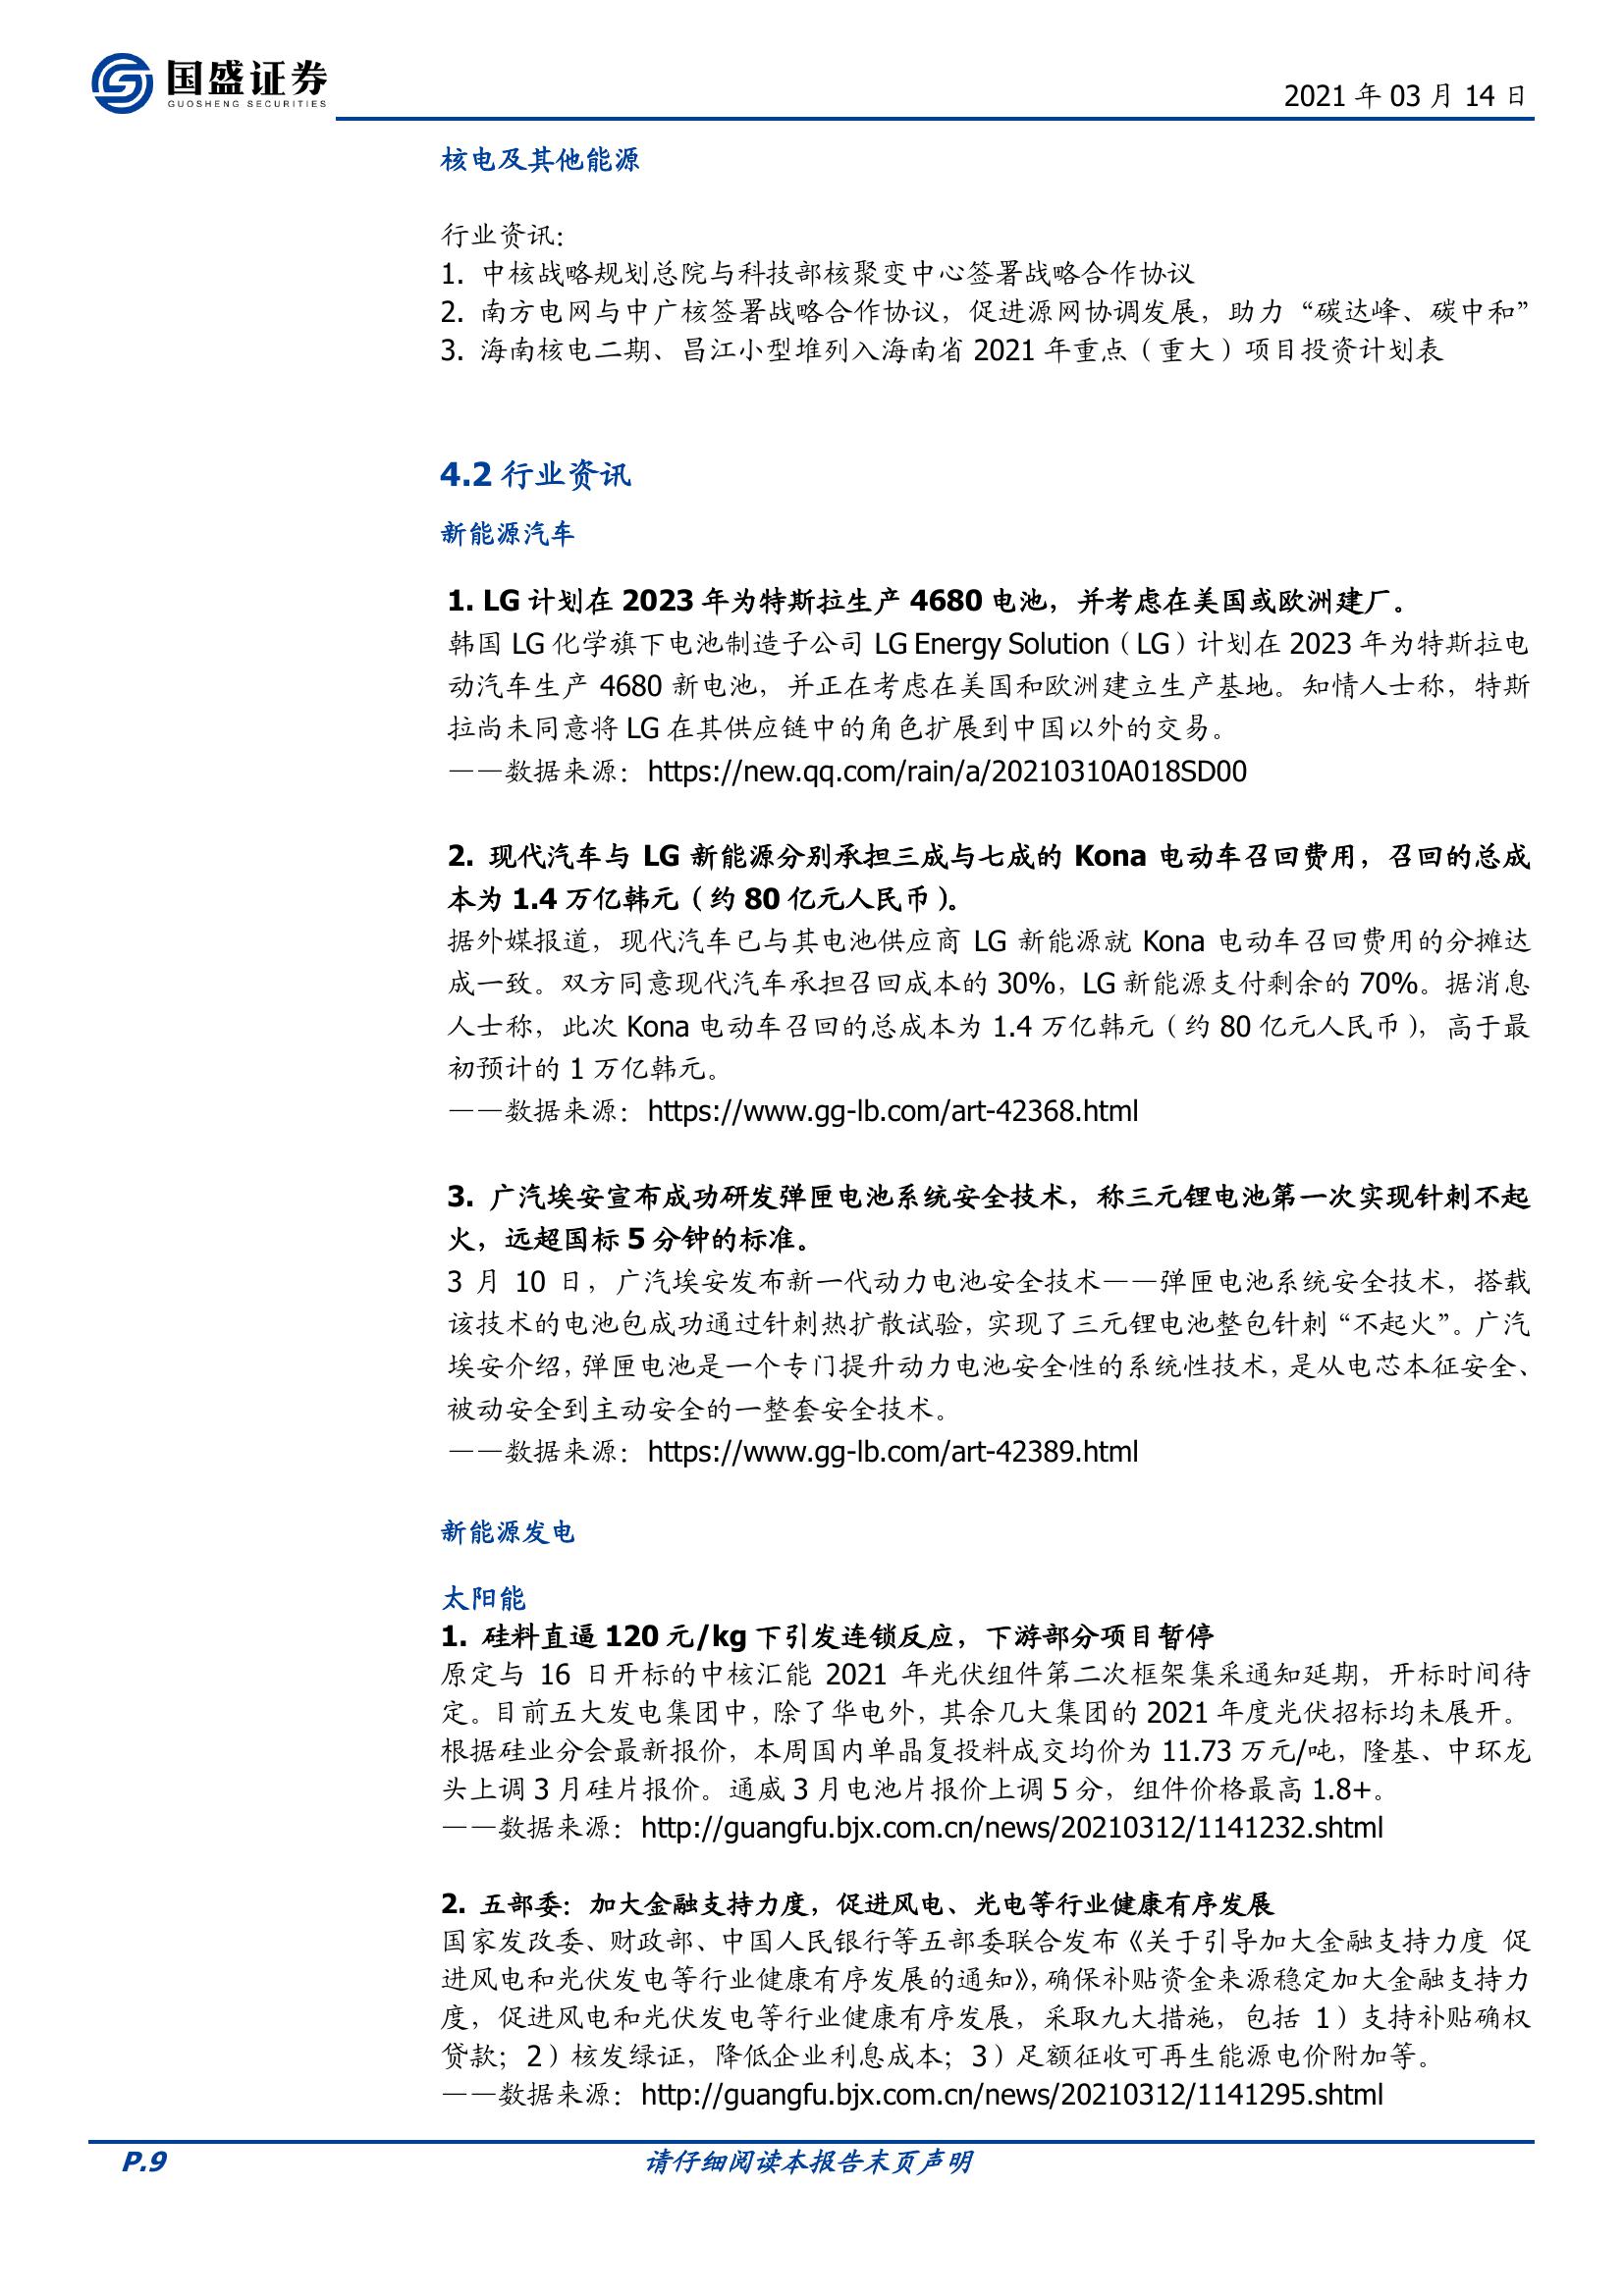 国盛证券
GUOSHENG SECURITIES
2021 年 03 月 14 日
核电及其他能源
行业资讯：
1. 中核战略规划总院与科技部核聚变中心签署战略合作协议
2. 南方电网与中广核签署战略合作协议，促进源网协调发展，助力“碳达峰、碳中和”
3. 海南核电二期、昌江小型堆列入海南省 2021 年重点（重大）项目投资计划表
4.2 行业资讯
新能源汽车
1. LG 计划在 2023 年为特斯拉生产 4680 电池，并考虑在美国或欧洲建厂。
韩国 LG 化学旗下电池制造子公司 LG Energy Solution（LG）计划在 2023 年为特斯拉电
动汽车生产 4680 新电池，并正在考虑在美国和欧洲建立生产基地。知情人士称，特斯
拉尚未同意将 LG 在其供应链中的角色扩展到中国以外的交易。
——数据来源：https://new.qq.com/rain/a/20210310A018SD00
2. 现代汽车与 LG 新能源分别承担三成与七成的 Kona 电动车召回费用，召回的总成
本为 1.4 万亿韩元（约 80 亿元人民币）。
据外媒报道，现代汽车已与其电池供应商 LG 新能源就 Kona 电动车召回费用的分摊达
成一致。双方同意现代汽车承担召回成本的 30%，LG 新能源支付剩余的 70%。据消息
人士称，此次 Kona 电动车召回的总成本为 1.4 万亿韩元（约 80 亿元人民币），高于最
初预计的 1 万亿韩元。
——数据来源：https://www.gg-lb.com/art-42368.html
3. 广汽埃安宣布成功研发弹匣电池系统安全技术，称三元锂电池第一次实现针刺不起
火，远超国标 5 分钟的标准。
3 月 10 日，广汽埃安发布新一代动力电池安全技术——弹匣电池系统安全技术，搭载
该技术的电池包成功通过针刺热扩散试验，实现了三元锂电池整包针刺“不起火”。广汽
埃安介绍，弹匣电池是一个专门提升动力电池安全性的系统性技术，是从电芯本征安全、
被动安全到主动安全的一整套安全技术。
——数据来源：https://www.gg-lb.com/art-42389.html
新能源发电
太阳能
1. 硅料直逼 120 元/kg 下引发连锁反应，下游部分项目暂停
原定与 16 日开标的中核汇能 2021 年光伏组件第二次框架集采通知延期，开标时间待
定。目前五大发电集团中，除了华电外，其余几大集团的 2021 年度光伏招标均未展开。
根据硅业分会最新报价，本周国内单晶复投料成交均价为 11.73 万元/吨，隆基、中环龙
头上调 3 月硅片报价。通威 3 月电池片报价上调 5 分，组件价格最高 1.8+。
——数据来源：http://guangfu.bjx.com.cn/news/20210312/1141232.shtml
2. 五部委：加大金融支持力度，促进风电、光电等行业健康有序发展
国家发改委、财政部、中国人民银行等五部委联合发布《关于引导加大金融支持力度 促
进风电和光伏发电等行业健康有序发展的通知》，确保补贴资金来源稳定加大金融支持力
度，促进风电和光伏发电等行业健康有序发展，采取九大措施，包括 1）支持补贴确权
贷款；2）核发绿证，降低企业利息成本；3）足额征收可再生能源电价附加等。
——数据来源：http://guangfu.bjx.com.cn/news/20210312/1141295.shtml
P.9
请仔细阅读本报告末页声明